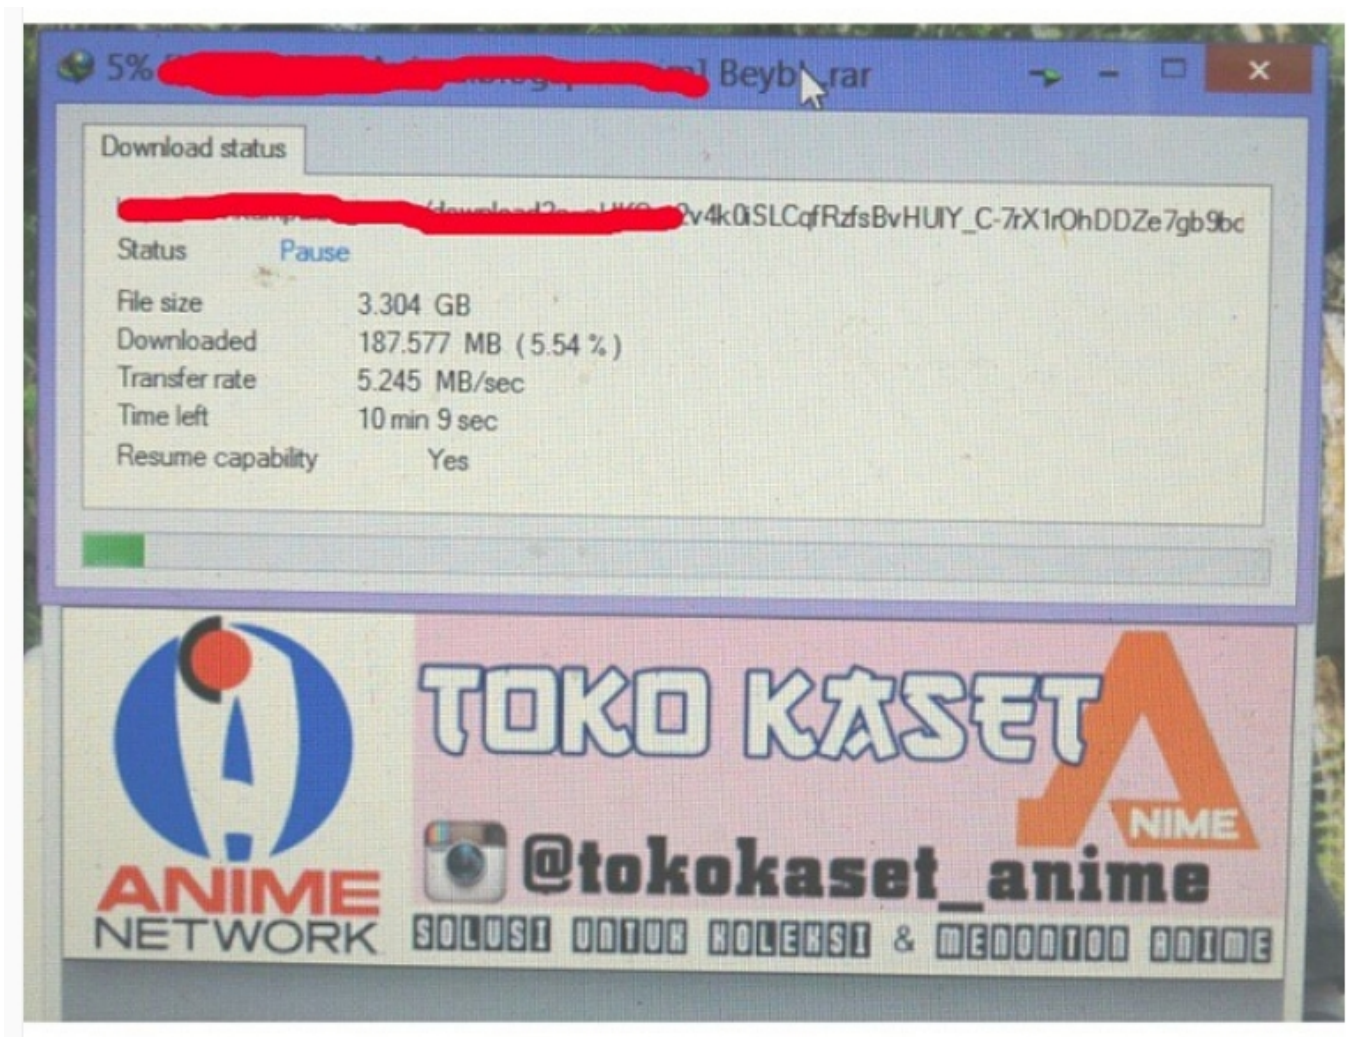 5%
] Beyb
.rar
Download status
2v4k0iSLCqfRzfsBvHUIY_C-7rX1rOhDDZe7gb9bc
Status Pause
File size 3.304 GB
Downloaded 187.577 MB ( 5.54 % )
Transfer rate 5.245 MB/sec
Time left 10 min 9 sec
Resume capability Yes
TOKO KASET
ANIME
@tokokaset_anime
ANIME
NETWORK
SOLUSI UNTUK KOLEKSI & MENONTON ANIME